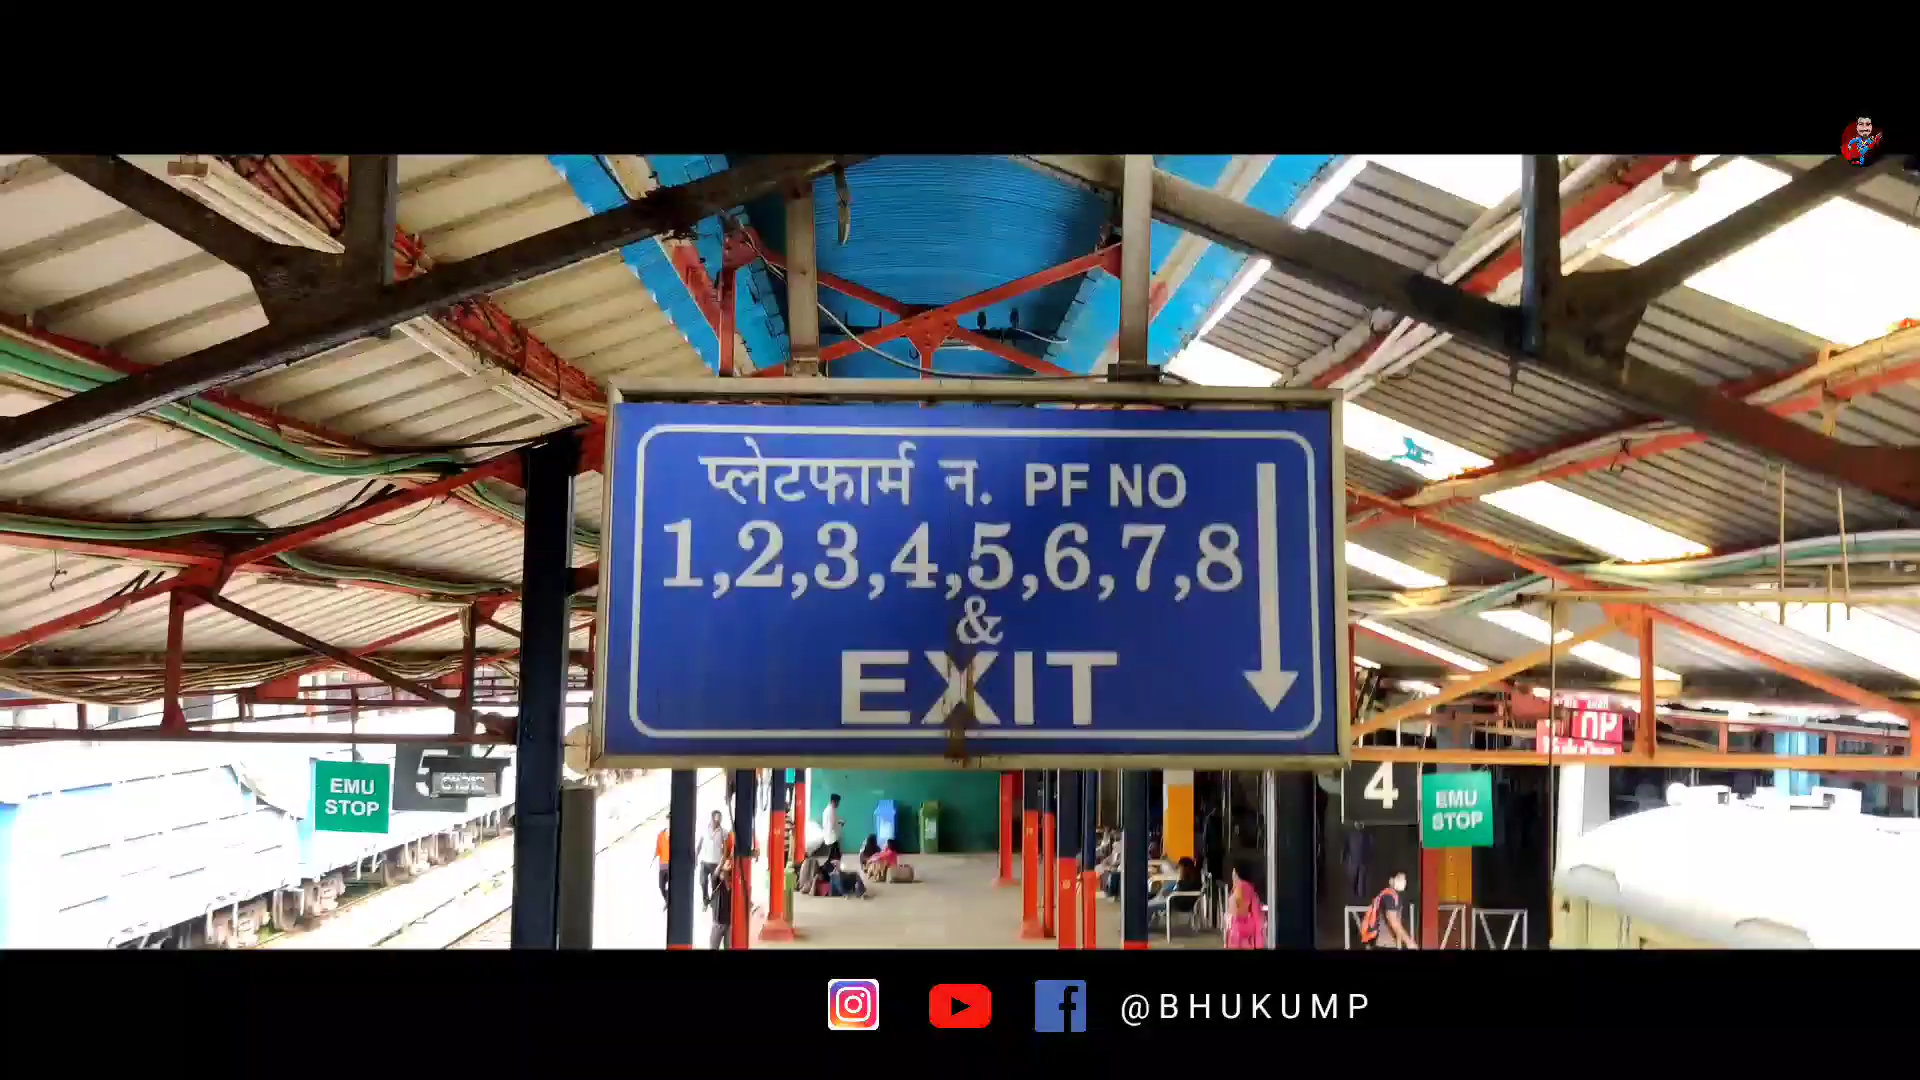 प्लेटफार्म न. PF NO
1,2,3,4,5,6,7,8
&
EXIT
EMU
STOP
4
EMU
STOP
@BHUKUMP